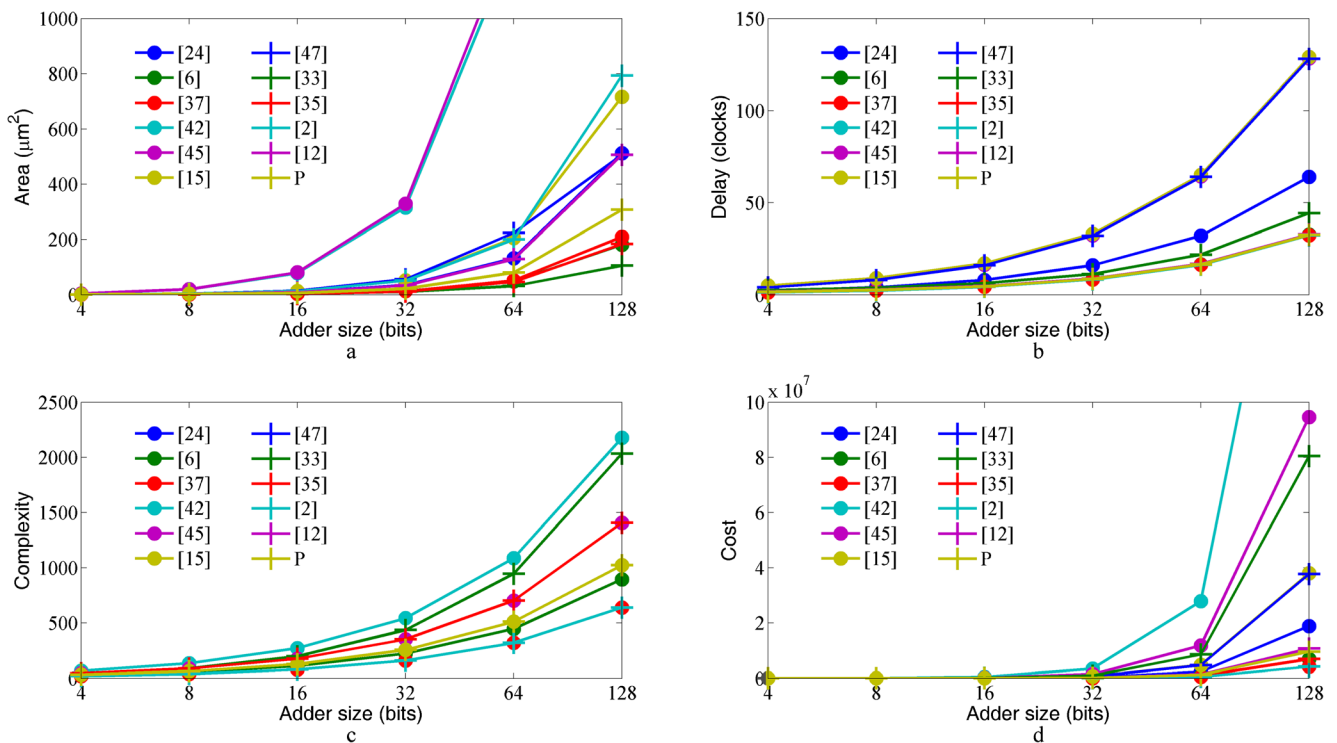 1000
800
600
400
200
0
Area (μm²)
[24] [47]
[6] [33]
[37] [35]
[42] [2]
[45] [12]
[15] P
4 8 16 32 64 128
Adder size (bits)
a
150
100
50
0
Delay (clocks)
[24] [47]
[6] [33]
[37] [35]
[42] [2]
[45] [12]
[15] P
4 8 16 32 64 128
Adder size (bits)
b
2500
2000
1500
1000
500
0
Complexity
[24] [47]
[6] [33]
[37] [35]
[42] [2]
[45] [12]
[15] P
4 8 16 32 64 128
Adder size (bits)
c
x 10⁷
10
8
6
4
2
0
Cost
[24] [47]
[6] [33]
[37] [35]
[42] [2]
[45] [12]
[15] P
4 8 16 32 64 128
Adder size (bits)
d